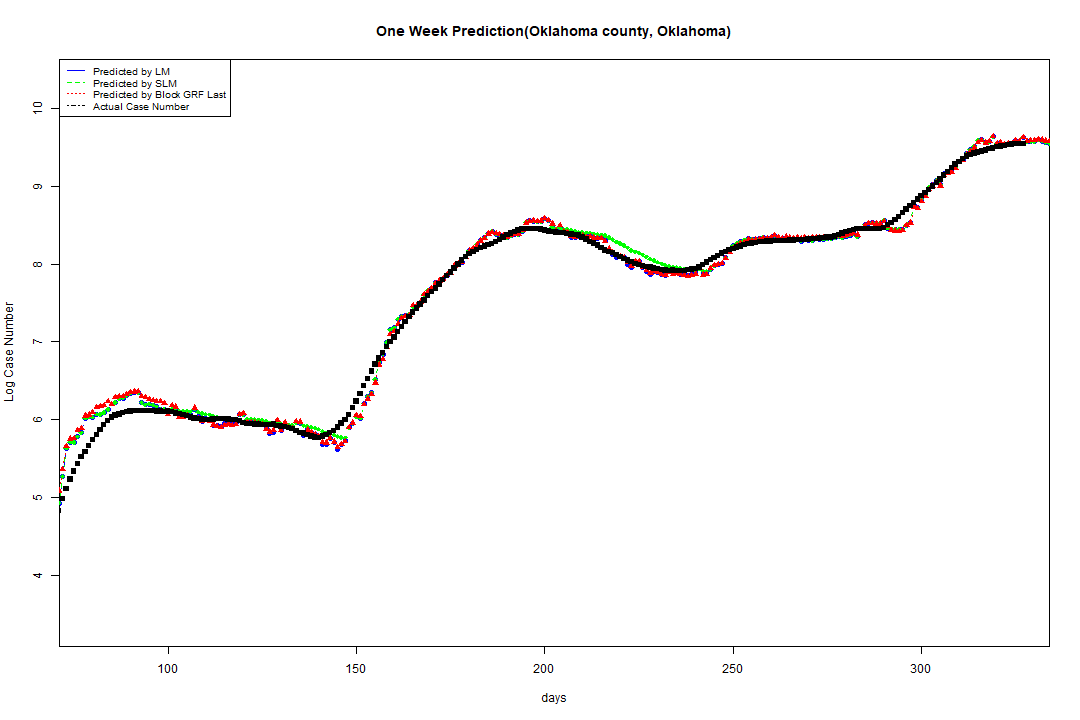 One Week Prediction(Oklahoma county, Oklahoma)
Predicted by LM
Predicted by SLM
Predicted by Block GRF Last
Actual Case Number
Log Case Number
10
9
8
7
6
5
4
100 150 200 250 300
days